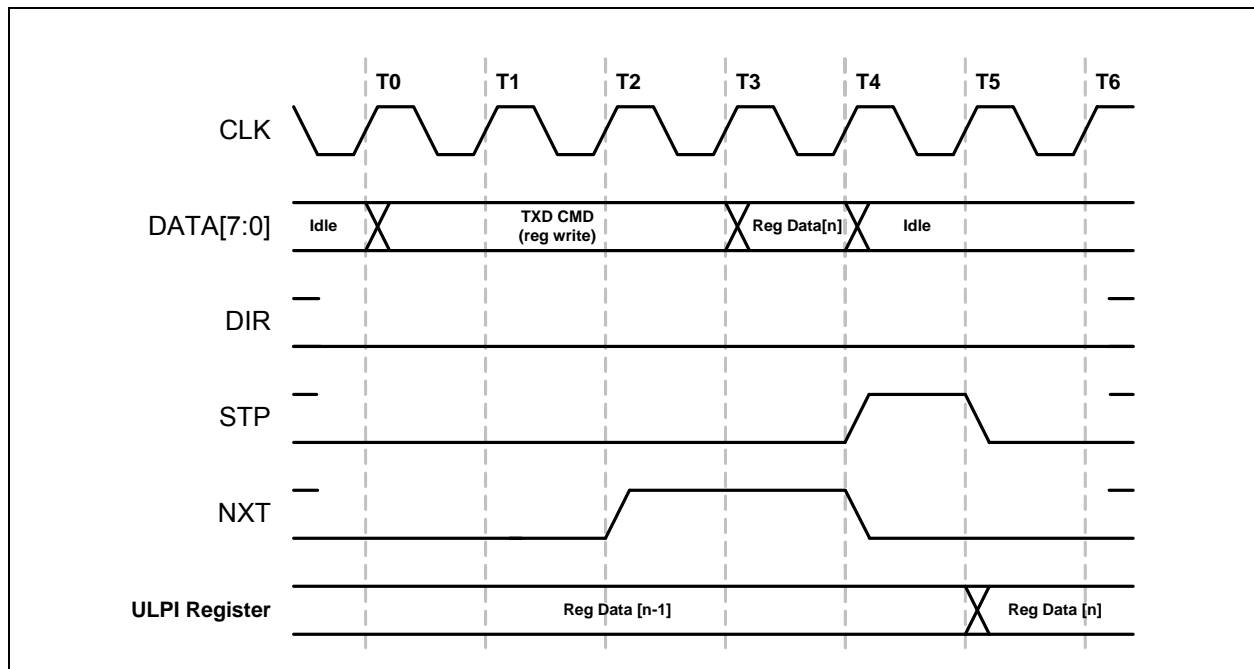 T0 T1 T2 T3 T4 T5 T6
CLK
DATA[7:0] Idle TXD CMD Reg Data[n] Idle
(reg write)
DIR
STP
NXT
ULPI Register Reg Data [n-1] Reg Data [n]